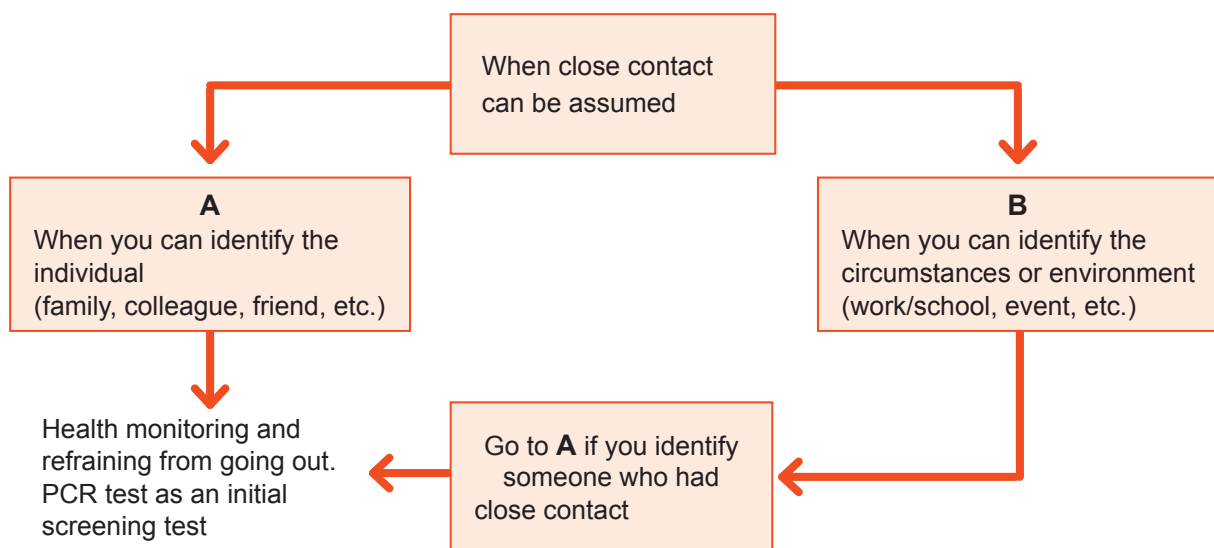 When close contact
can be assumed
A
When you can identify the
individual
(family, colleague, friend, etc.)
B
When you can identify the
circumstances or environment
(work/school, event, etc.)
Health monitoring and
refraining from going out.
PCR test as an initial
screening test
Go to A if you identify
someone who had
close contact